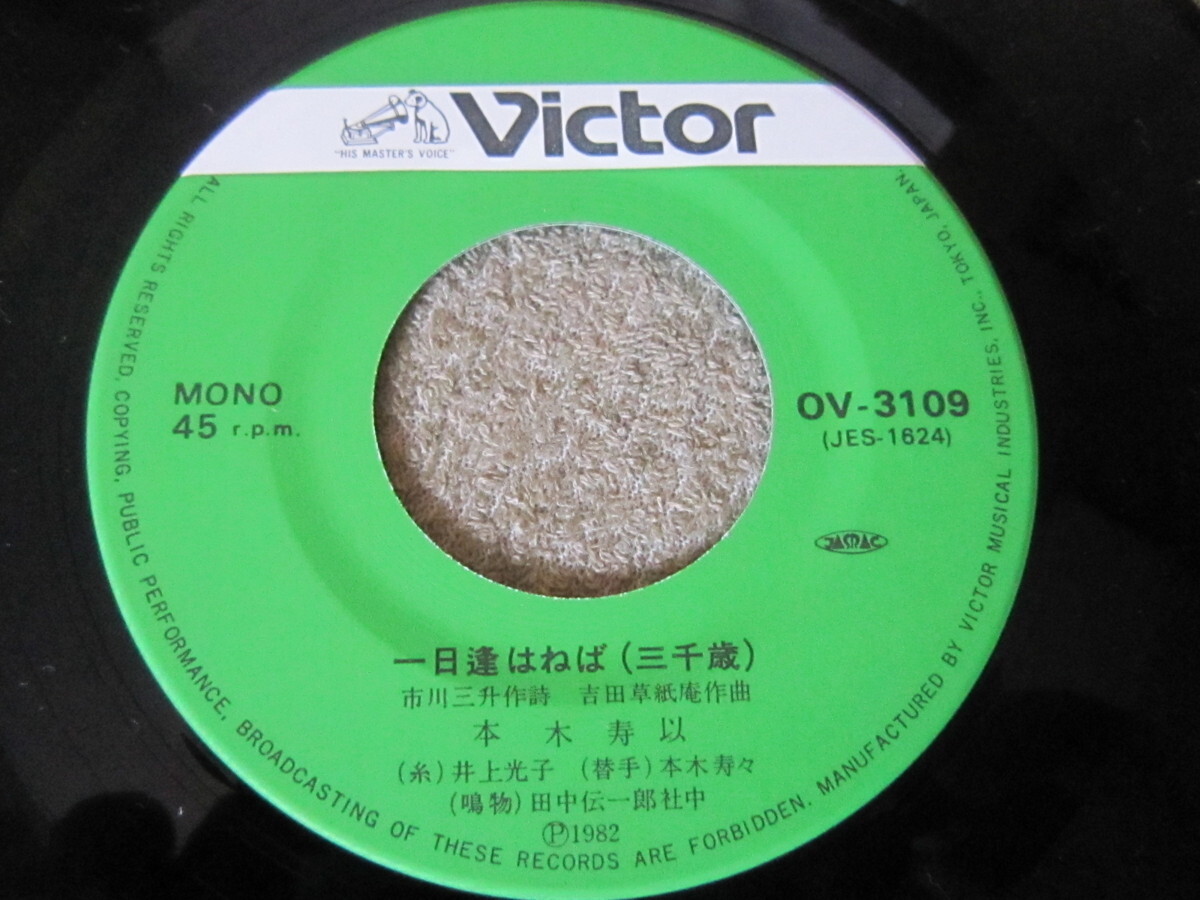 Victor
"HIS MASTER'S VOICE"
MONO
45 r.p.m.
OV-3109
(JES-1624)
JASRAC
一日逢はねば(三千歳)
市川三升作詩 吉田草紙庵作曲
本木寿以
(糸)井上光子 (替手)本木寿々
(鳴物)田中伝一郎社中
Ⓟ1982
ALL RIGHTS RESERVED. COPYING, PUBLIC PERFORMANCE, BROADCASTING OF THESE RECORDS ARE FORBIDDEN. MANUFACTURED BY VICTOR MUSICAL INDUSTRIES, INC., TOKYO, JAPAN.